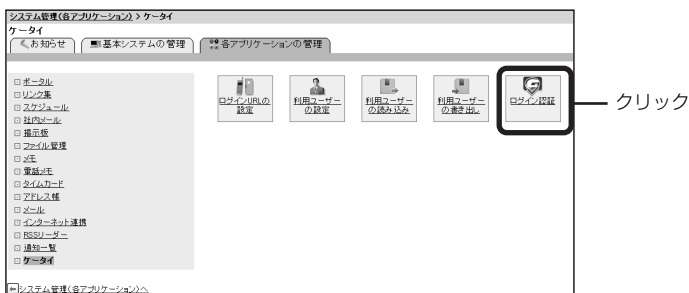 システム管理(各アプリケーション) > ケータイ
ケータイ
お知らせ 基本システムの管理 各アプリケーションの管理
ポータル
リンク集
スケジュール
社内メール
掲示板
ファイル管理
メモ
電話メモ
タイムカード
アドレス帳
メール
インターネット連携
RSSリーダー
通知一覧
ケータイ
ログインURLの
設定
利用ユーザー
の設定
利用ユーザー
の読み込み
利用ユーザー
の書き出し
ログイン認証
クリック
システム管理(各アプリケーション)へ